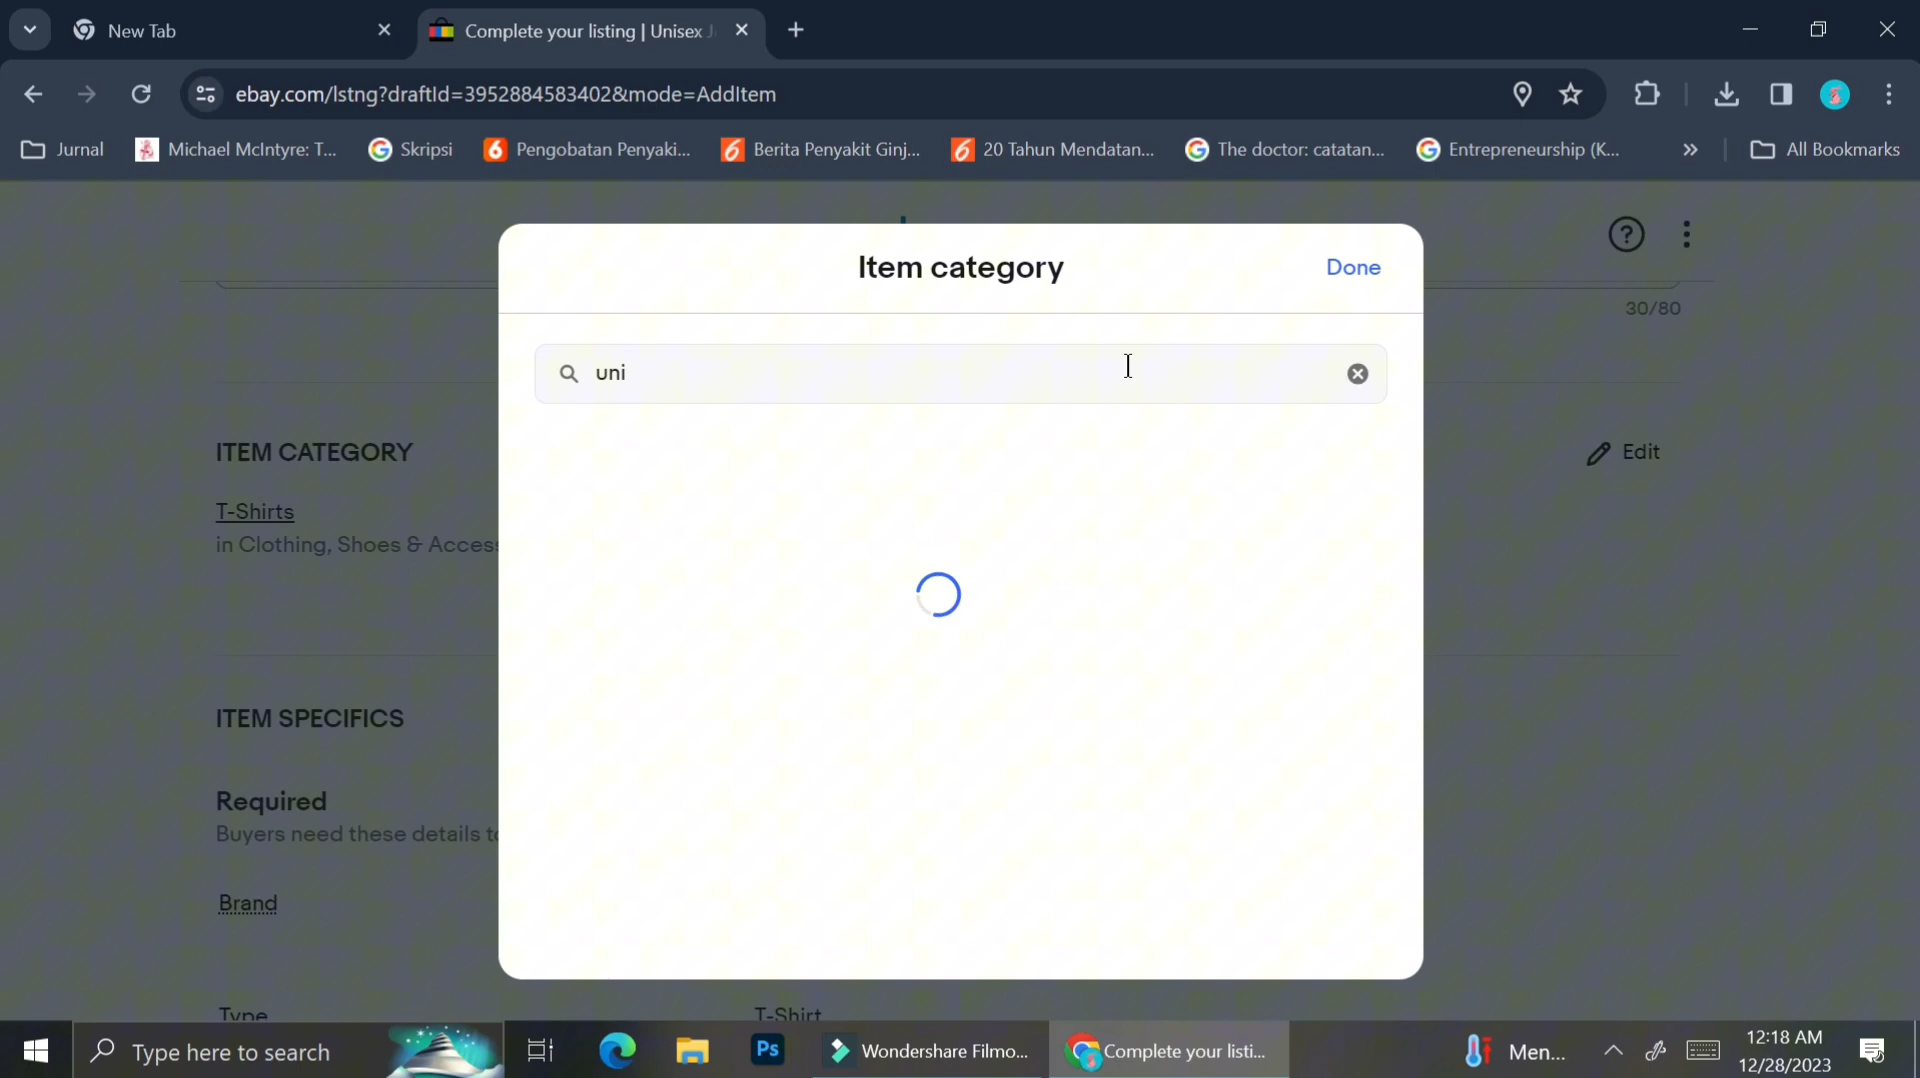 New Tab
Complete your listing | Unisex J
ebay.com/lstng?draftId=3952884583402&mode=AddItem
Jurnal
Michael McIntyre: T...
Skripsi
Pengobatan Penyaki...
Berita Penyakit Ginj...
20 Tahun Mendatan...
The doctor: catatan...
Entrepreneurship (K...
»
All Bookmarks
Item category
Done
30/80
uni
ITEM CATEGORY
Edit
T-Shirts
in Clothing, Shoes & Access
ITEM SPECIFICS
Required
Buyers need these details to
Brand
Type
T-Shirt
Type here to search
Ps
Wondershare Filmo...
Complete your listi...
Men...
12:18 AM
12/28/2023